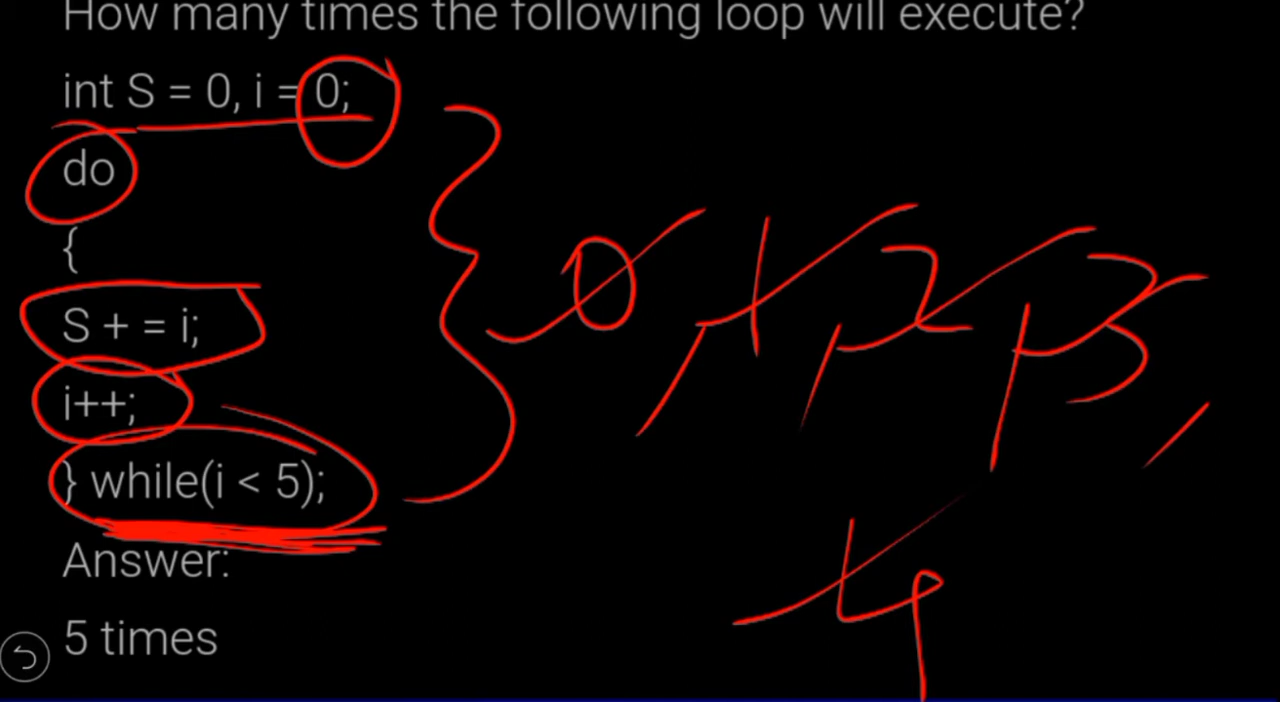 How many times the following loop will execute?
int S = 0, i = 0;
do
{
S + = i;
i++;
} while(i < 5);
0, 1, 2, 3,
4
Answer:
5 times